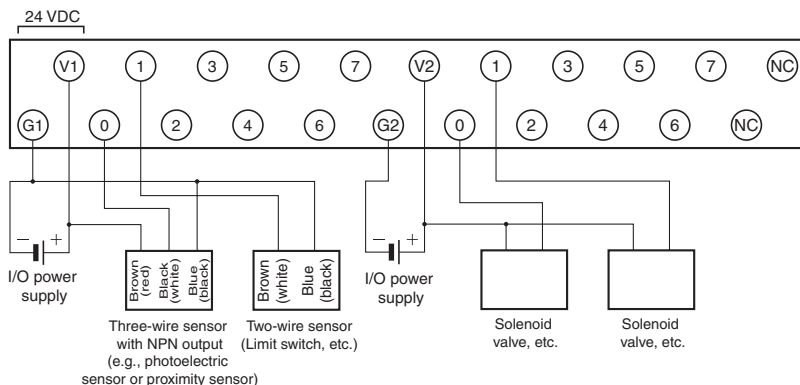 24 VDC
V1 1 3 5 7 V2 1 3 5 7 NC
G1 0 2 4 6 G2 0 2 4 6 NC
− +
I/O power
supply
Brown
(red)
Black
(white)
Blue
(black)
Three-wire sensor
with NPN output
(e.g., photoelectric
sensor or proximity sensor)
Brown
(white)
Blue
(black)
Two-wire sensor
(Limit switch, etc.)
− +
I/O power
supply
Solenoid
valve, etc.
Solenoid
valve, etc.